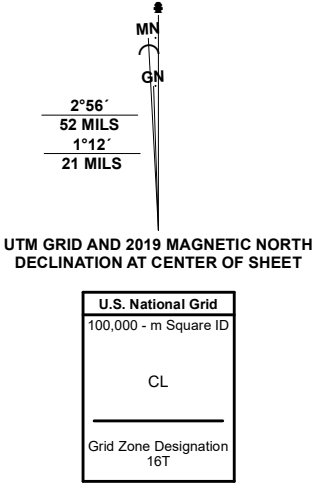 MN
GN
2°56´
52 MILS
1°12´
21 MILS
UTM GRID AND 2019 MAGNETIC NORTH
DECLINATION AT CENTER OF SHEET
U.S. National Grid
100,000 - m Square ID
CL
Grid Zone Designation
16T